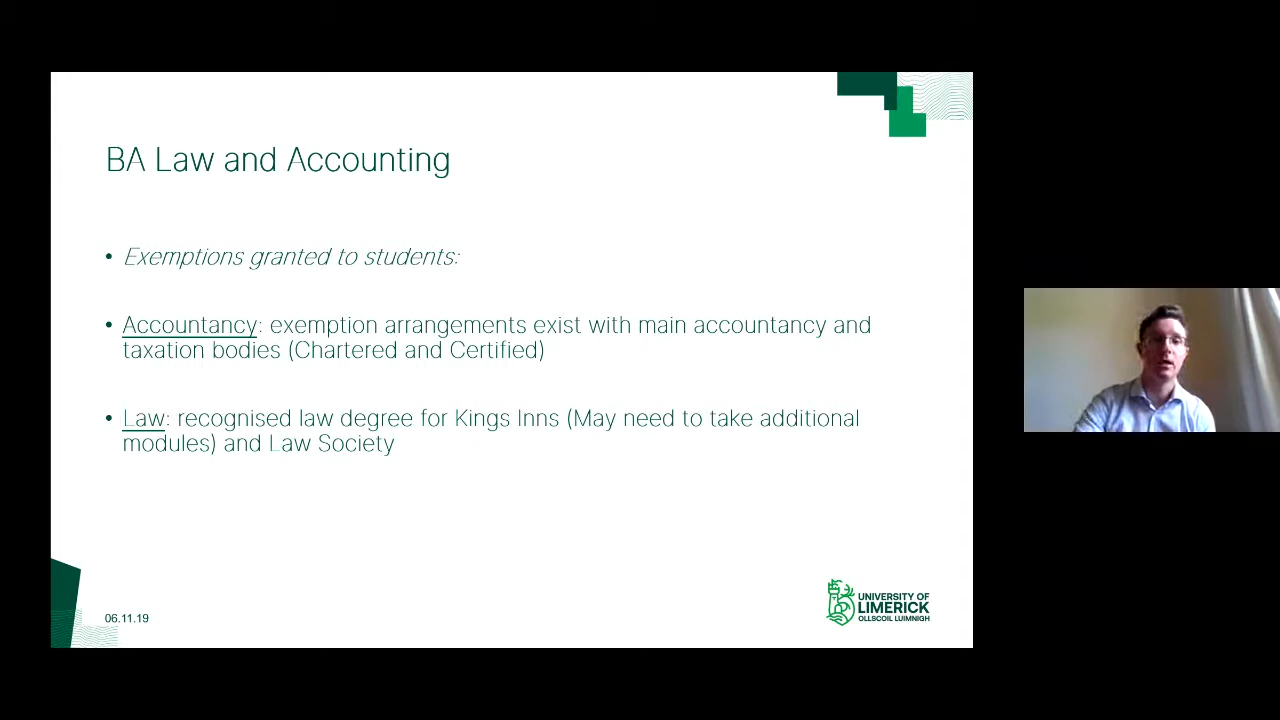 BA Law and Accounting
• Exemptions granted to students:
• Accountancy: exemption arrangements exist with main accountancy and
taxation bodies (Chartered and Certified)
• Law: recognised law degree for Kings Inns (May need to take additional
modules) and Law Society
06.11.19
UNIVERSITY OF
LIMERICK
OLLSCOIL LUIMNIGH